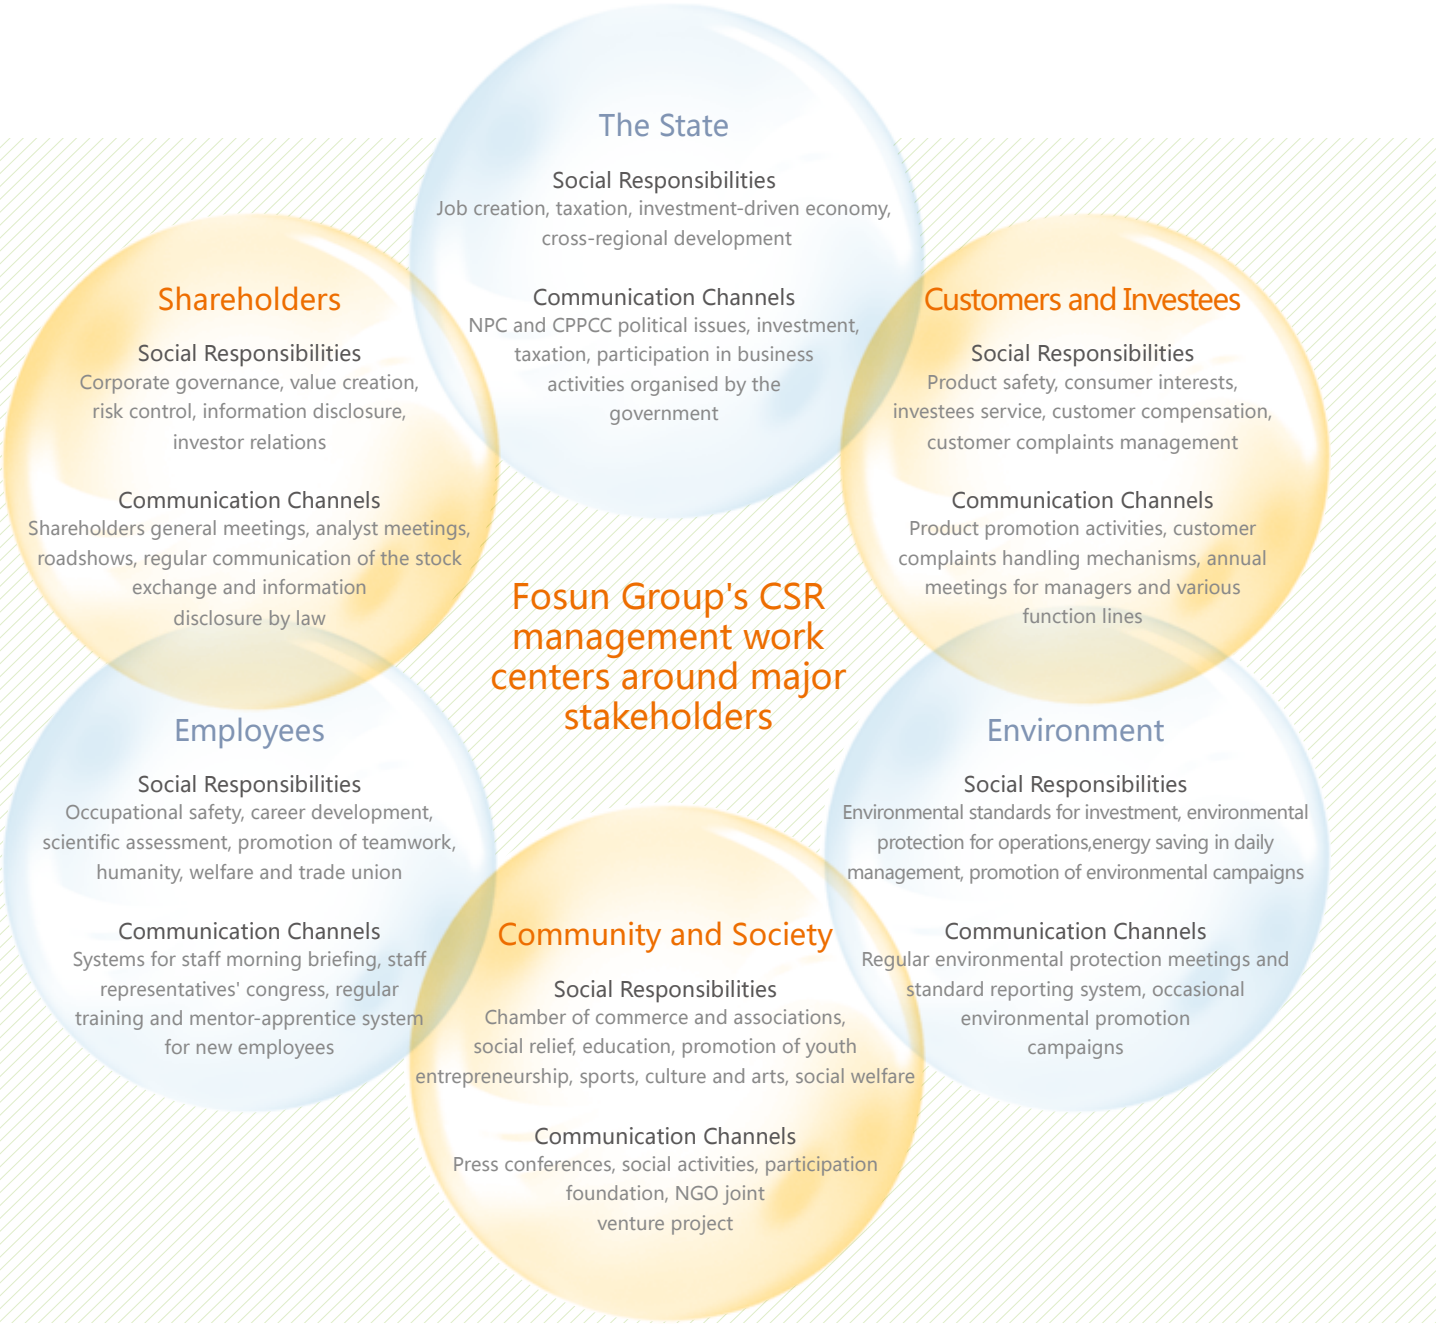 The State
Social Responsibilities
Job creation, taxation, investment-driven economy,
cross-regional development
Communication Channels
NPC and CPPCC political issues, investment,
taxation, participation in business
activities organised by the
government
Shareholders
Social Responsibilities
Corporate governance, value creation,
risk control, information disclosure,
investor relations
Communication Channels
Shareholders general meetings, analyst meetings,
roadshows, regular communication of the stock
exchange and information
disclosure by law
Customers and Investees
Social Responsibilities
Product safety, consumer interests,
investees service, customer compensation,
customer complaints management
Communication Channels
Product promotion activities, customer
complaints handling mechanisms, annual
meetings for managers and various
function lines
Fosun Group's CSR
management work
centers around major
stakeholders
Employees
Social Responsibilities
Occupational safety, career development,
scientific assessment, promotion of teamwork,
humanity, welfare and trade union
Communication Channels
Systems for staff morning briefing, staff
representatives' congress, regular
training and mentor-apprentice system
for new employees
Environment
Social Responsibilities
Environmental standards for investment, environmental
protection for operations,energy saving in daily
management, promotion of environmental campaigns
Communication Channels
Regular environmental protection meetings and
standard reporting system, occasional
environmental promotion
campaigns
Community and Society
Social Responsibilities
Chamber of commerce and associations,
social relief, education, promotion of youth
entrepreneurship, sports, culture and arts, social welfare
Communication Channels
Press conferences, social activities, participation
foundation, NGO joint
venture project